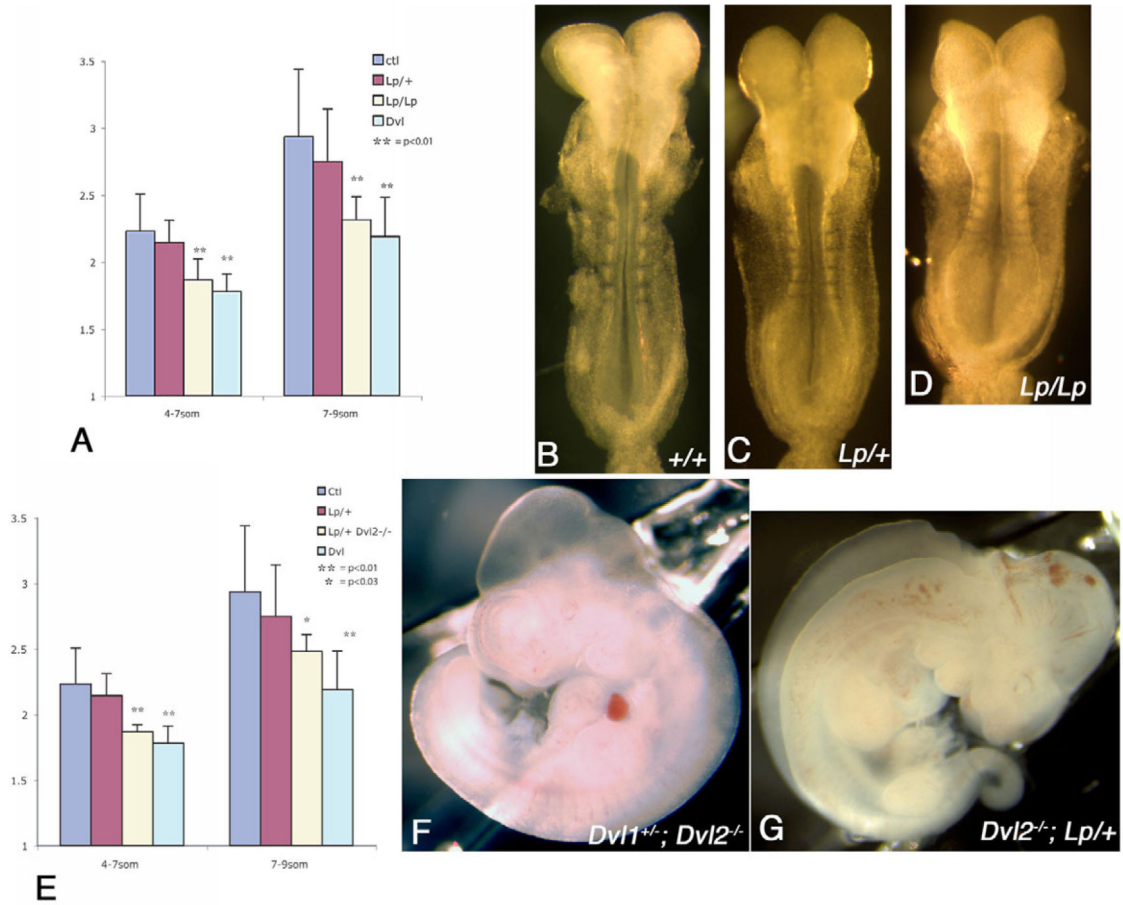 3.5
3
2.5
2
1.5
1
ctl
Lp/+
Lp/Lp
Dvl
** = p<0.01
**
**
**
**
4-7som
7-9som
A
B
+/+
C
Lp/+
D
Lp/Lp
3.5
3
2.5
2
1.5
1
Ctl
Lp/+
Lp/+ Dvl2-/-
Dvl
** = p<0.01
* = p<0.03
**
**
*
**
4-7som
7-9som
E
F
Dvl1+/-; Dvl2-/-
G
Dvl2-/-; Lp/+